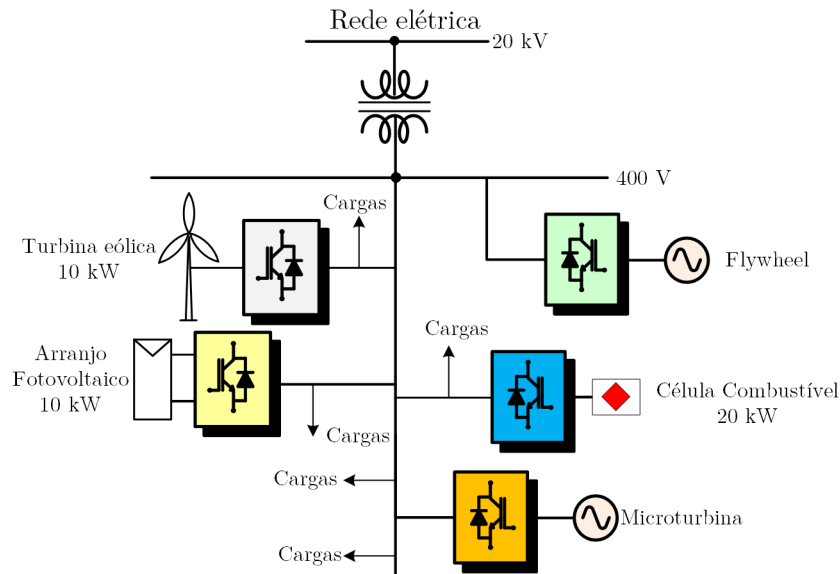 Rede elétrica
20 kV
400 V
Cargas
Turbina eólica
10 kW
Flywheel
Cargas
Arranjo
Fotovoltaico
10 kW
Célula Combustível
20 kW
Cargas
Cargas
Microturbina
Cargas